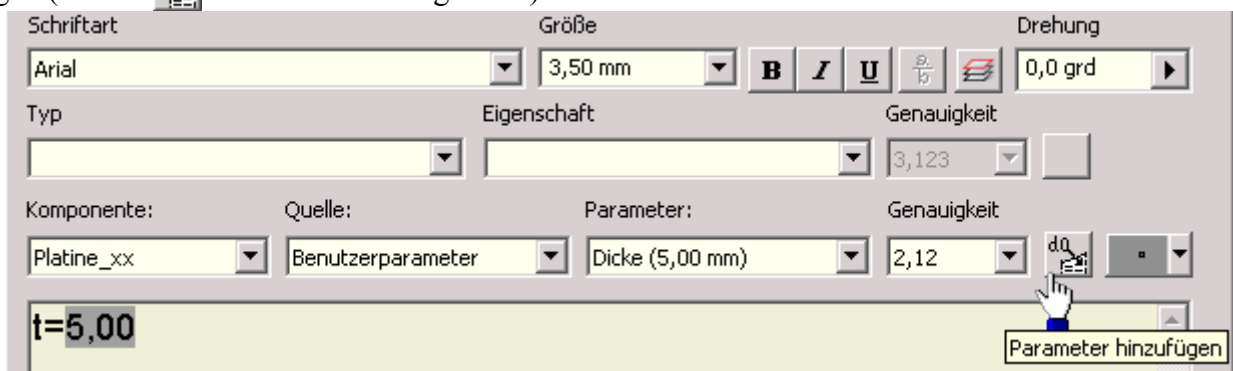 Schriftart Größe Drehung
Arial 3,50 mm B I U a b 0,0 grd
Typ Eigenschaft Genauigkeit
3,123
Komponente: Quelle: Parameter: Genauigkeit
Platine_xx Benutzerparameter Dicke (5,00 mm) 2,12
t=5,00
Parameter hinzufügen